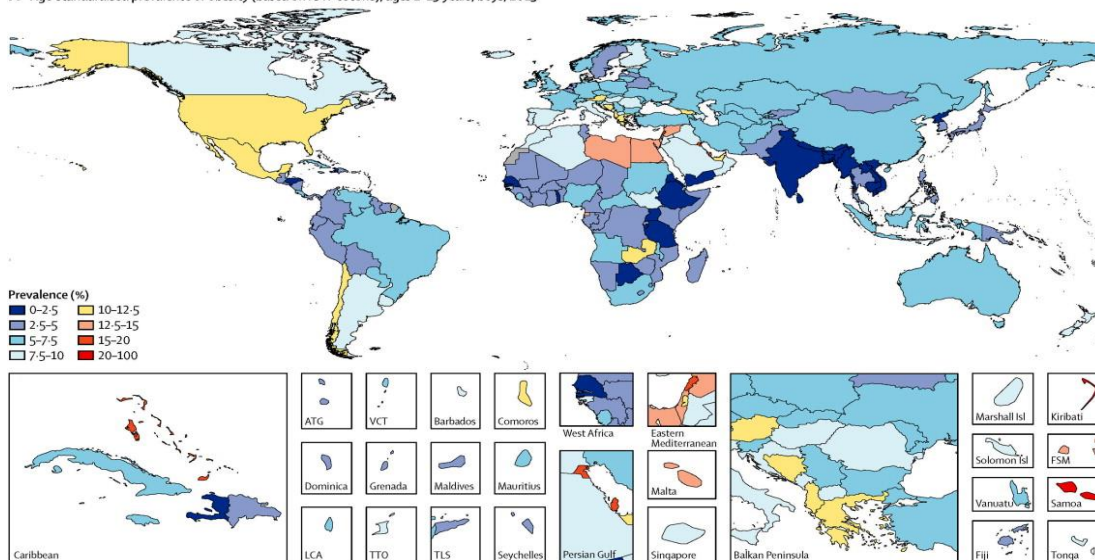 Prevalence (%)
0–2·5
2·5–5
5–7·5
7·5–10
10–12·5
12·5–15
15–20
20–100
Caribbean
ATG
VCT
Barbados
Comoros
Dominica
Grenada
Maldives
Mauritius
LCA
TTO
TLS
Seychelles
West Africa
Eastern
Mediterranean
Persian Gulf
Malta
Singapore
Balkan Peninsula
Marshall Isl
Kiribati
Solomon Isl
FSM
Vanuatu
Samoa
Fiji
Tonga